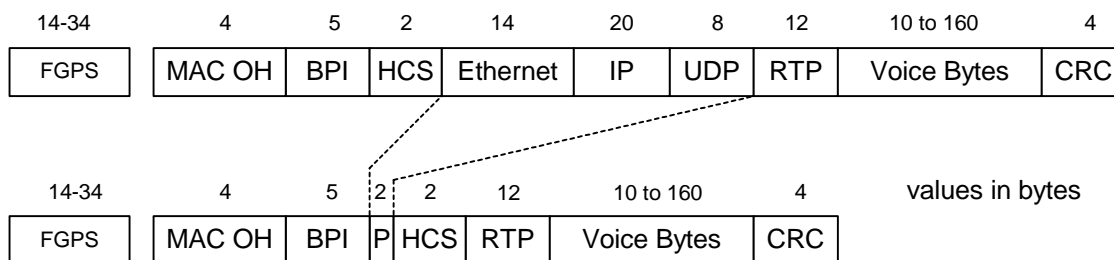 14-34 4 5 2 14 20 8 12 10 to 160 4
FGPS MAC OH BPI HCS Ethernet IP UDP RTP Voice Bytes CRC
14-34 4 5 2 2 12 10 to 160 4 values in bytes
FGPS MAC OH BPI P HCS RTP Voice Bytes CRC